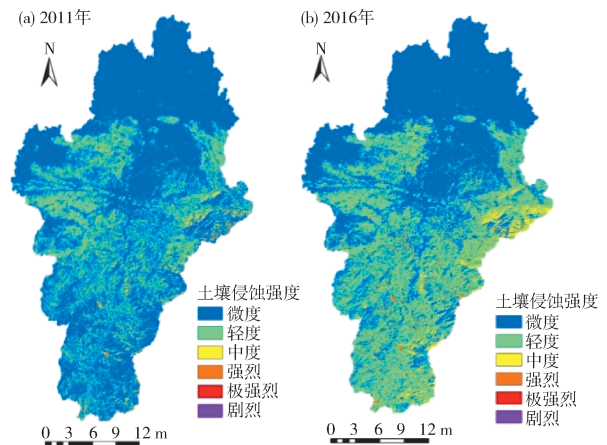 (a) 2011年
(b) 2016年
N
N
土壤侵蚀强度
微度
轻度
中度
强烈
极强烈
剧烈
0 3 6 9 12 m
土壤侵蚀强度
微度
轻度
中度
强烈
极强烈
剧烈
0 3 6 9 12 m